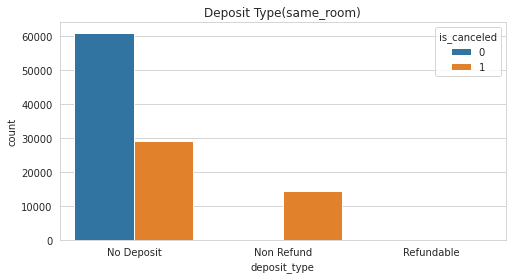 Deposit Type(same_room)
is_canceled
0
1
60000
50000
40000
30000
20000
10000
0
count
No Deposit
Non Refund
Refundable
deposit_type